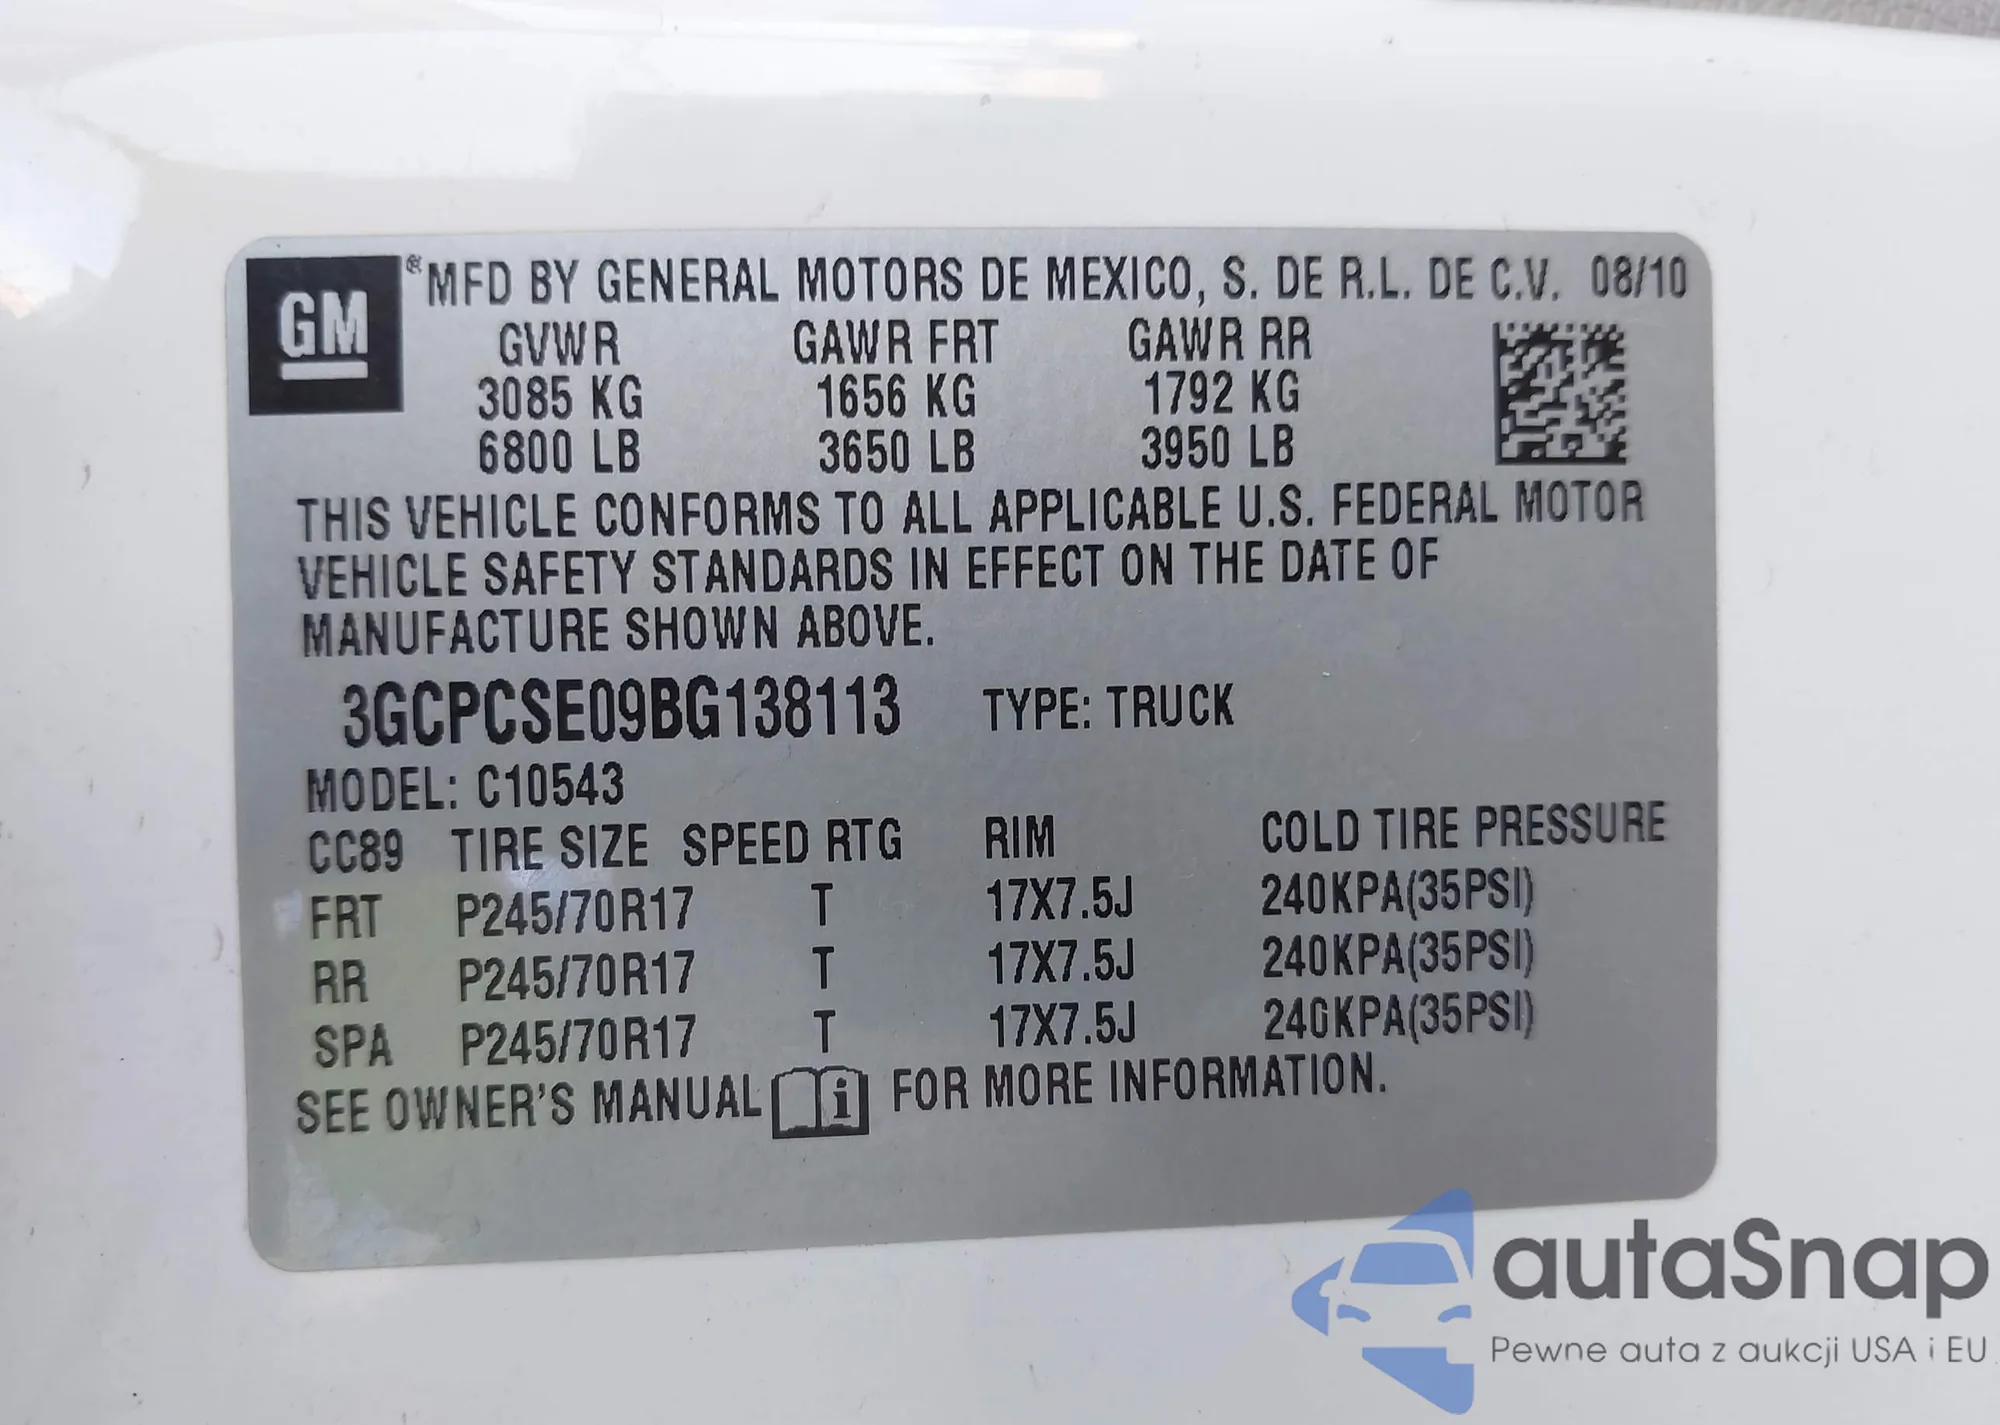 GM ® MFD BY GENERAL MOTORS DE MEXICO, S. DE R.L. DE C.V. 08/10
GVWR GAWR FRT GAWR RR
3085 KG 1656 KG 1792 KG
6800 LB 3650 LB 3950 LB
THIS VEHICLE CONFORMS TO ALL APPLICABLE U.S. FEDERAL MOTOR
VEHICLE SAFETY STANDARDS IN EFFECT ON THE DATE OF
MANUFACTURE SHOWN ABOVE.
3GCPCSE09BG138113 TYPE: TRUCK
MODEL: C10543
CC89 TIRE SIZE SPEED RTG RIM COLD TIRE PRESSURE
FRT P245/70R17 T 17X7.5J 240KPA(35PSI)
RR P245/70R17 T 17X7.5J 240KPA(35PSI)
SPA P245/70R17 T 17X7.5J 240KPA(35PSI)
SEE OWNER'S MANUAL i FOR MORE INFORMATION.
autaSnap
Pewne auta z aukcji USA i EU